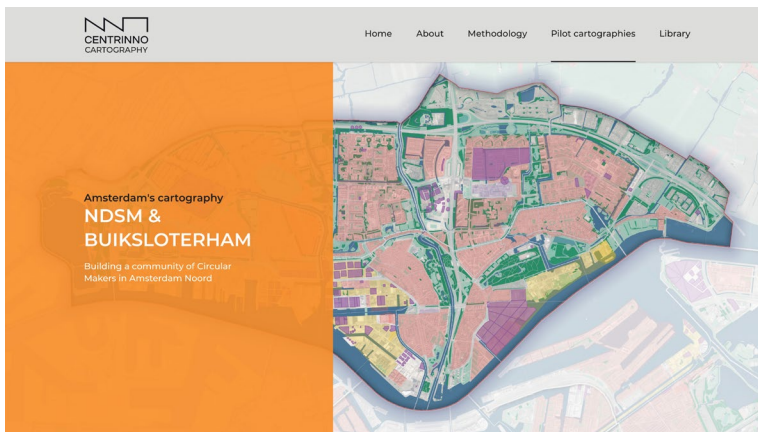 CENTRINNO
CARTOGRAPHY
Home About Methodology Pilot cartographies Library
Amsterdam's cartography
NDSM &
BUIKSLOTERHAM
Building a community of Circular
Makers in Amsterdam Noord